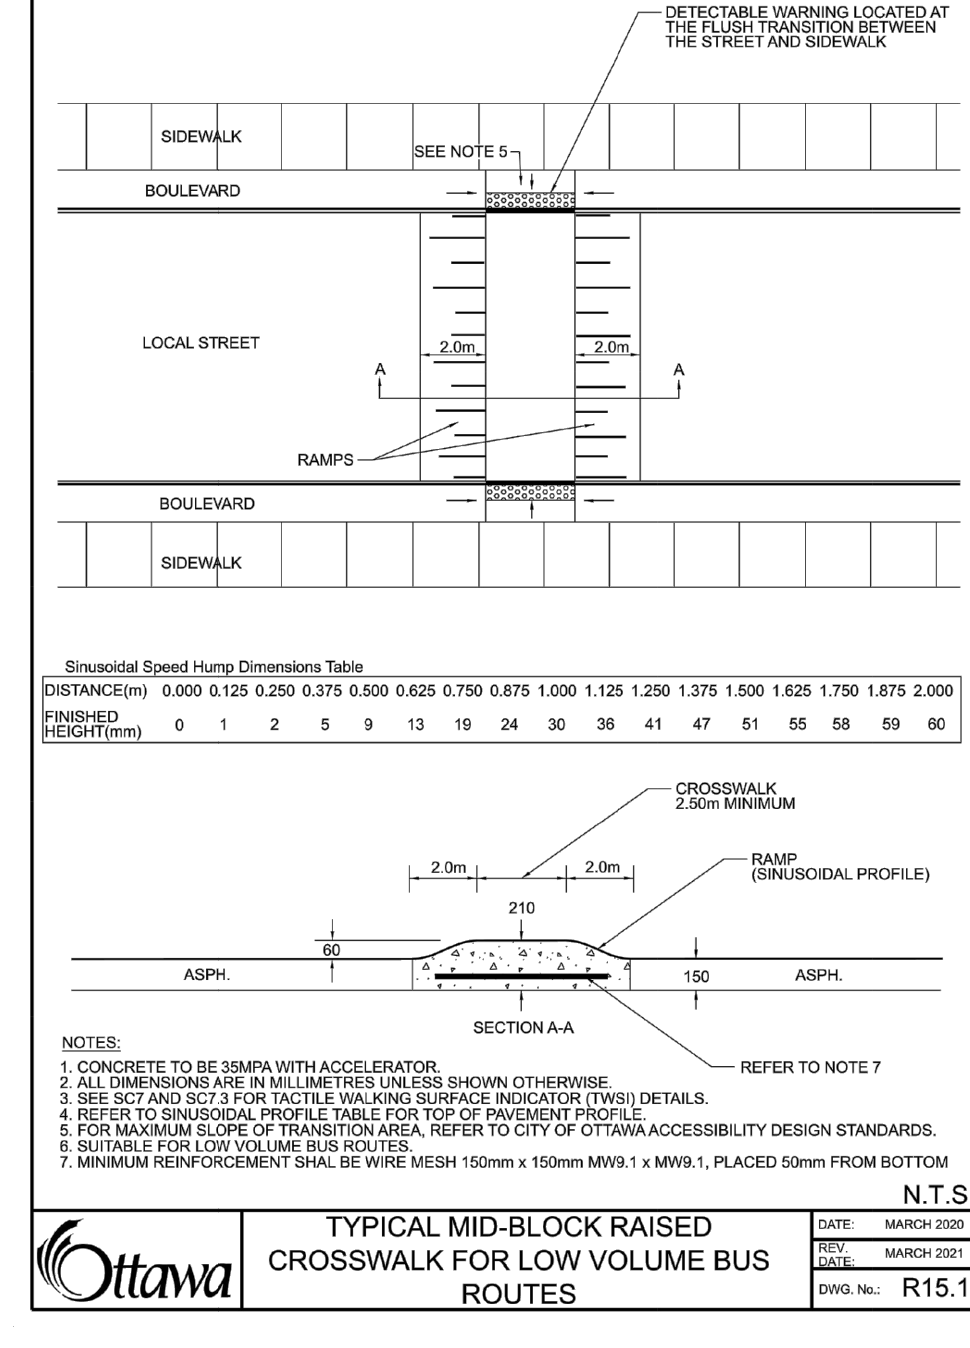 DETECTABLE WARNING LOCATED AT
THE FLUSH TRANSITION BETWEEN
THE STREET AND SIDEWALK
SIDEWALK
SEE NOTE 5
BOULEVARD
LOCAL STREET
2.0m
2.0m
A
A
RAMPS
BOULEVARD
SIDEWALK
Sinusoidal Speed Hump Dimensions Table
DISTANCE(m) 0.000 0.125 0.250 0.375 0.500 0.625 0.750 0.875 1.000 1.125 1.250 1.375 1.500 1.625 1.750 1.875 2.000
FINISHED
HEIGHT(mm) 0 1 2 5 9 13 19 24 30 36 41 47 51 55 58 59 60
CROSSWALK
2.50m MINIMUM
2.0m
2.0m
RAMP
(SINUSOIDAL PROFILE)
210
60
ASPH.
150
ASPH.
SECTION A-A
REFER TO NOTE 7
NOTES:
1. CONCRETE TO BE 35MPA WITH ACCELERATOR.
2. ALL DIMENSIONS ARE IN MILLIMETRES UNLESS SHOWN OTHERWISE.
3. SEE SC7 AND SC7.3 FOR TACTILE WALKING SURFACE INDICATOR (TWSI) DETAILS.
4. REFER TO SINUSOIDAL PROFILE TABLE FOR TOP OF PAVEMENT PROFILE.
5. FOR MAXIMUM SLOPE OF TRANSITION AREA, REFER TO CITY OF OTTAWA ACCESSIBILITY DESIGN STANDARDS.
6. SUITABLE FOR LOW VOLUME BUS ROUTES.
7. MINIMUM REINFORCEMENT SHAL BE WIRE MESH 150mm x 150mm MW9.1 x MW9.1, PLACED 50mm FROM BOTTOM
N.T.S
Ottawa
TYPICAL MID-BLOCK RAISED
CROSSWALK FOR LOW VOLUME BUS
ROUTES
DATE: MARCH 2020
REV.
DATE: MARCH 2021
DWG. No.: R15.1